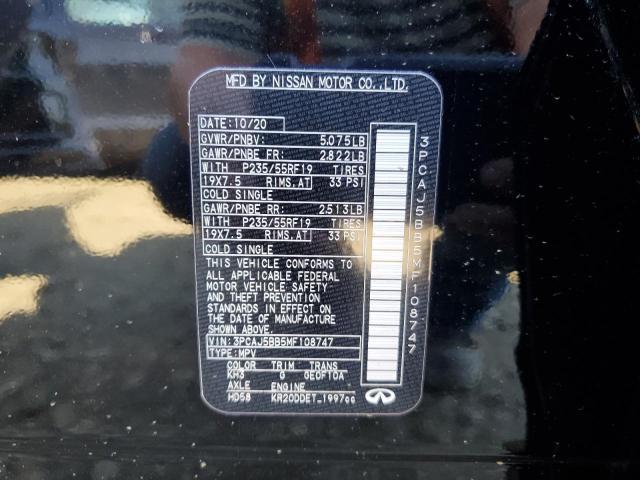 MFD BY NISSAN MOTOR CO.,LTD.
DATE: 10/20
GVWR/PNBV: 5,075LB
GAWR/PNBE FR: 2,822LB
WITH P235/55RF19 TIRES
19X7.5 RIMS,AT 33 PSI
COLD SINGLE
GAWR/PNBE RR: 2,513LB
WITH P235/55RF19 TIRES
19X7.5 RIMS,AT 33 PSI
COLD SINGLE
THIS VEHICLE CONFORMS TO
ALL APPLICABLE FEDERAL
MOTOR VEHICLE SAFETY
AND THEFT PREVENTION
STANDARDS IN EFFECT ON
THE DATE OF MANUFACTURE
SHOWN ABOVE.
VIN: 3PCAJ5BB5MF108747
TYPE: MPV
COLOR TRIM TRANS
KH3 G GEOFTOA
AXLE ENGINE
HD58 KR20DDET_1997cc
3PCAJ5BB5MF108747